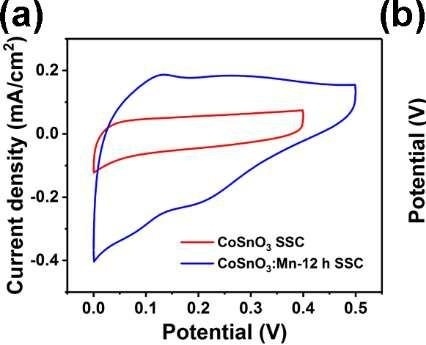 (a)
(b)
Current density (mA/cm²)
0.2
0.0
-0.2
-0.4
CoSnO₃ SSC
CoSnO₃:Mn-12 h SSC
0.0 0.1 0.2 0.3 0.4 0.5
Potential (V)
Potential (V)